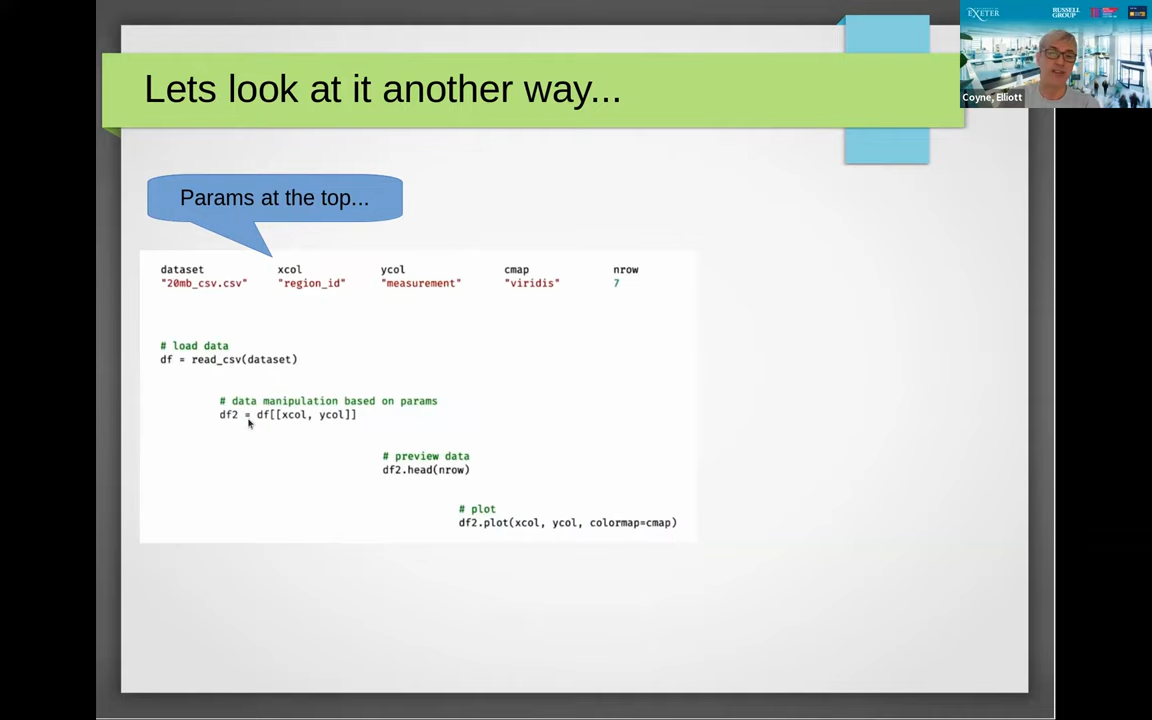 EXETER
RUSSELL
GROUP
Coyne, Elliott
Lets look at it another way...
Params at the top...
dataset xcol ycol cmap nrow
"20mb_csv.csv" "region_id" "measurement" "viridis" 7
# load data
df = read_csv(dataset)
# data manipulation based on params
df2 = df[[xcol, ycol]]
# preview data
df2.head(nrow)
# plot
df2.plot(xcol, ycol, colormap=cmap)